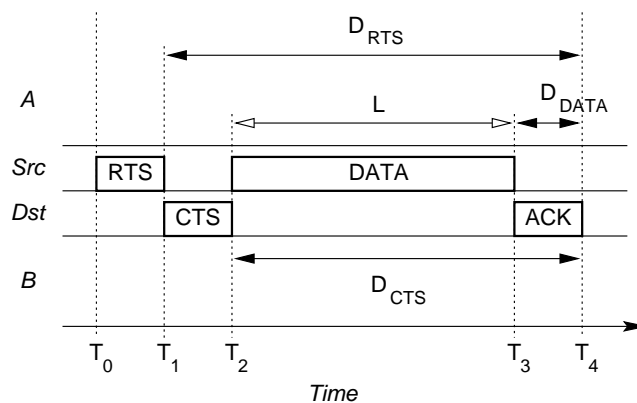 D_RTS
A
L
D_DATA
Src
RTS
DATA
Dst
CTS
ACK
B
D_CTS
T_0 T_1 T_2 T_3 T_4
Time